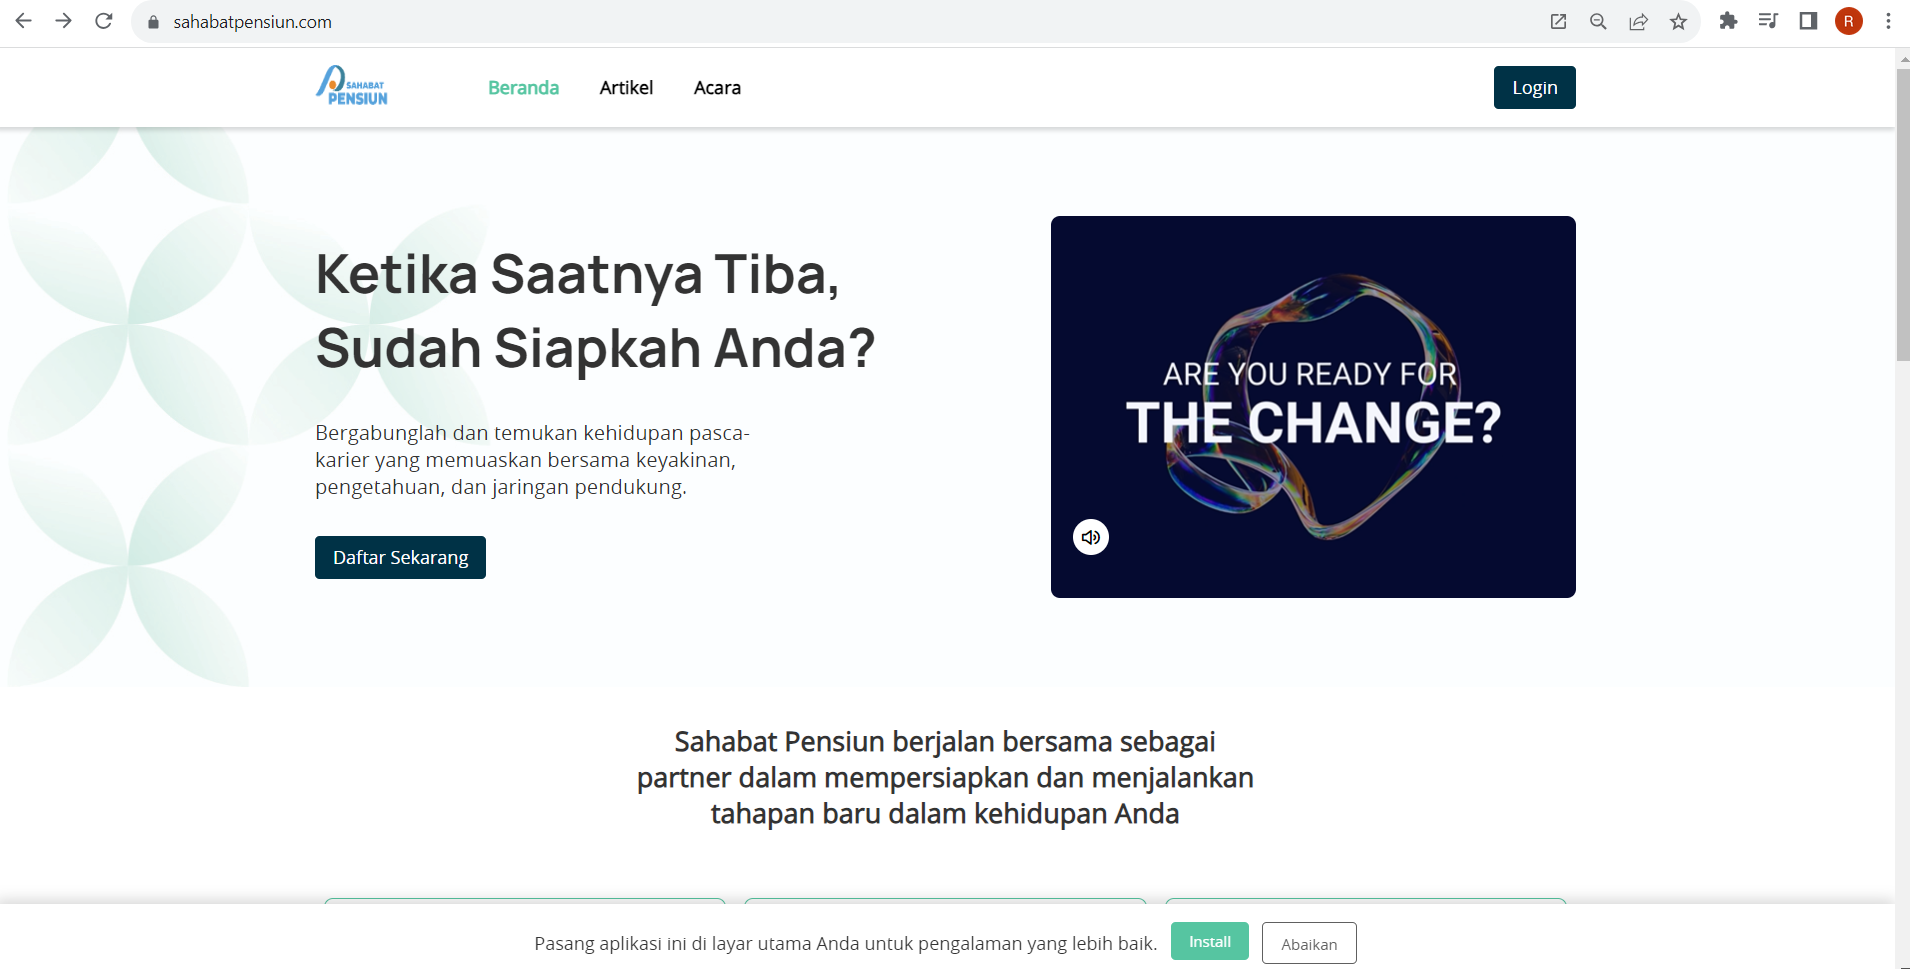 sahabatpensiun.com
R
SAHABAT
PENSIUN
Beranda
Artikel
Acara
Login
Ketika Saatnya Tiba,
Sudah Siapkah Anda?
Bergabunglah dan temukan kehidupan pasca-
karier yang memuaskan bersama keyakinan,
pengetahuan, dan jaringan pendukung.
Daftar Sekarang
ARE YOU READY FOR
THE CHANGE?
Sahabat Pensiun berjalan bersama sebagai
partner dalam mempersiapkan dan menjalankan
tahapan baru dalam kehidupan Anda
Pasang aplikasi ini di layar utama Anda untuk pengalaman yang lebih baik.
Install
Abaikan